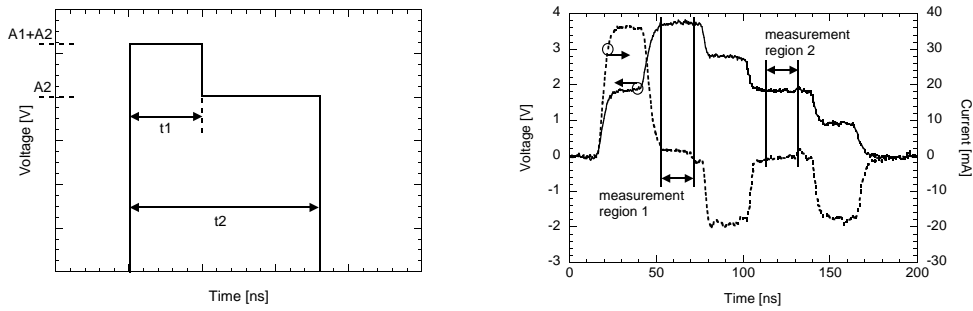 A1+A2
A2
t1
t2
Voltage [V]
Time [ns]
4
3
2
1
0
-1
-2
-3
Voltage [V]
measurement
region 2
measurement
region 1
40
30
20
10
0
-10
-20
-30
Current [mA]
0
50
100
150
200
Time [ns]